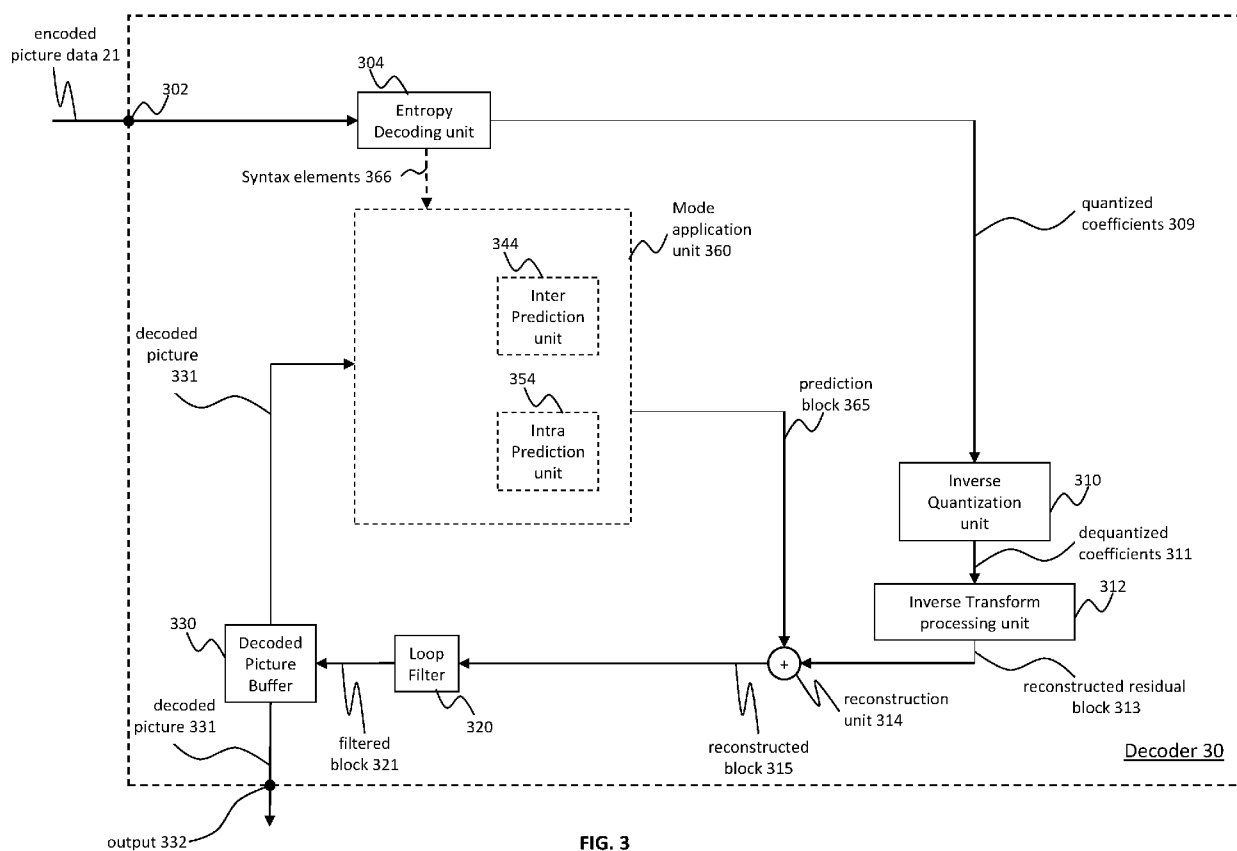 encoded
picture data 21
302
304
Entropy
Decoding unit
Syntax elements 366
Mode
application
unit 360
quantized
coefficients 309
344
Inter
Prediction
unit
decoded
picture
331
354
Intra
Prediction
unit
prediction
block 365
Inverse
Quantization
unit
310
dequantized
coefficients 311
Inverse Transform
processing unit
312
330
Decoded
Picture
Buffer
Loop
Filter
320
+
reconstruction
unit 314
reconstructed residual
block 313
decoded
picture 331
filtered
block 321
reconstructed
block 315
Decoder 30
output 332
FIG. 3